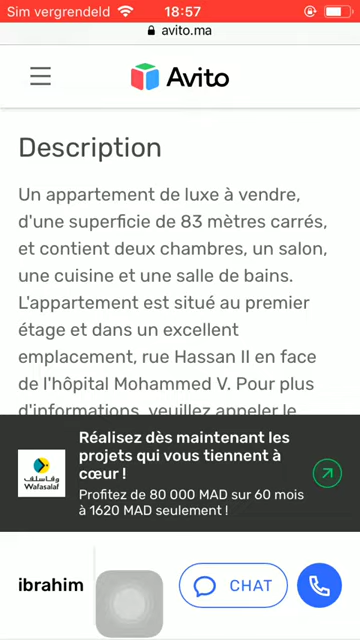 Sim vergrendeld 18:57
avito.ma
Avito
Description
Un appartement de luxe à vendre,
d'une superficie de 83 mètres carrés,
et contient deux chambres, un salon,
une cuisine et une salle de bains.
L'appartement est situé au premier
étage et dans un excellent
emplacement, rue Hassan II en face
de l'hôpital Mohammed V. Pour plus
d'informations, veuillez appeler le
Réalisez dès maintenant les
projets qui vous tiennent à
cœur !
وفاسلف
Wafasalaf
Profitez de 80 000 MAD sur 60 mois
à 1620 MAD seulement !
ibrahim
CHAT